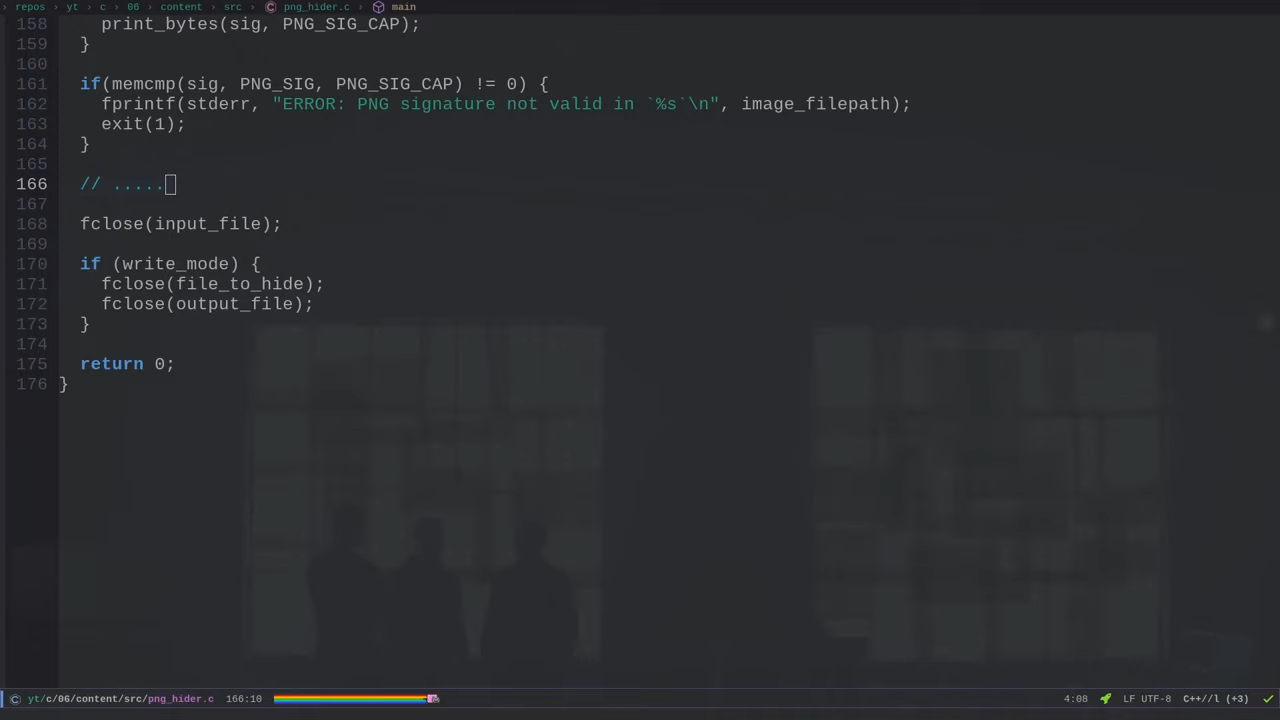 repos yt c 06 content src png_hider.c main
158 print_bytes(sig, PNG_SIG_CAP);
159 }
160
161 if(memcmp(sig, PNG_SIG, PNG_SIG_CAP) != 0) {
162 fprintf(stderr, "ERROR: PNG signature not valid in `%s`\n", image_filepath);
163 exit(1);
164 }
165
166 // .....
167
168 fclose(input_file);
169
170 if (write_mode) {
171 fclose(file_to_hide);
172 fclose(output_file);
173 }
174
175 return 0;
176 }
yt/c/06/content/src/png_hider.c 166:10 4:08 LF UTF-8 C++//l (+3)